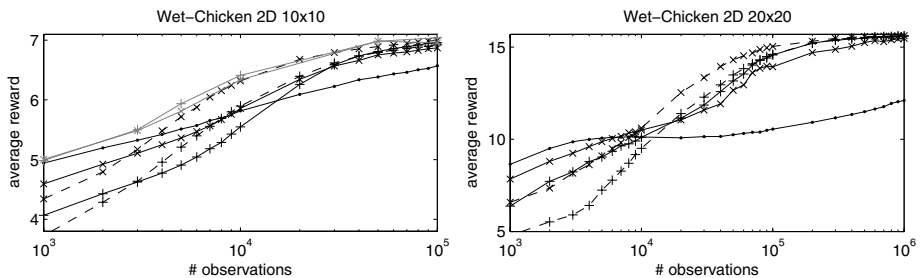 Wet-Chicken 2D 10x10
7
6
5
4
average reward
10^3
10^4
10^5
# observations
Wet-Chicken 2D 20x20
15
10
5
average reward
10^3
10^4
10^5
10^6
# observations